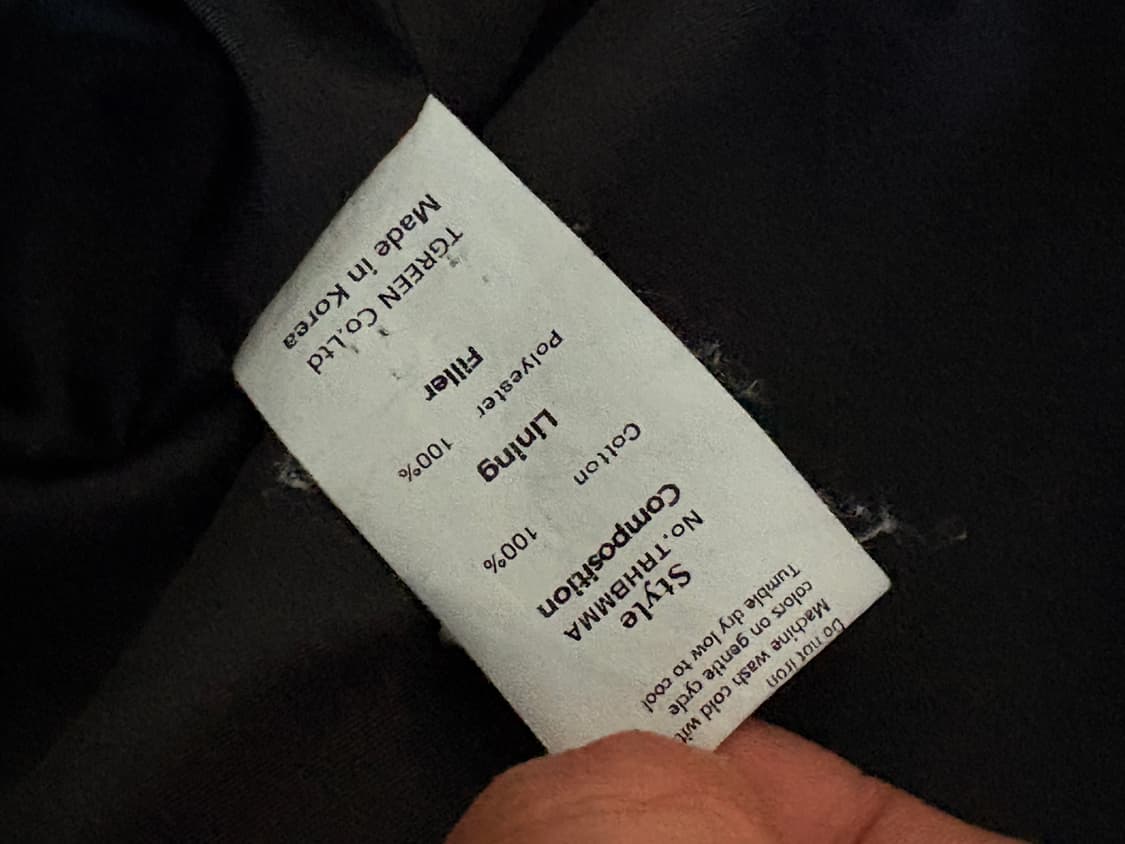 Do not iron
Machine wash cold wit
colors on gentle cycle
Tumble dry low to cool
Style
No.TRHBMMA
Composition
Cotton 100%
Lining
Polyester 100%
Filler
TGREEN Co,Ltd
Made in Korea